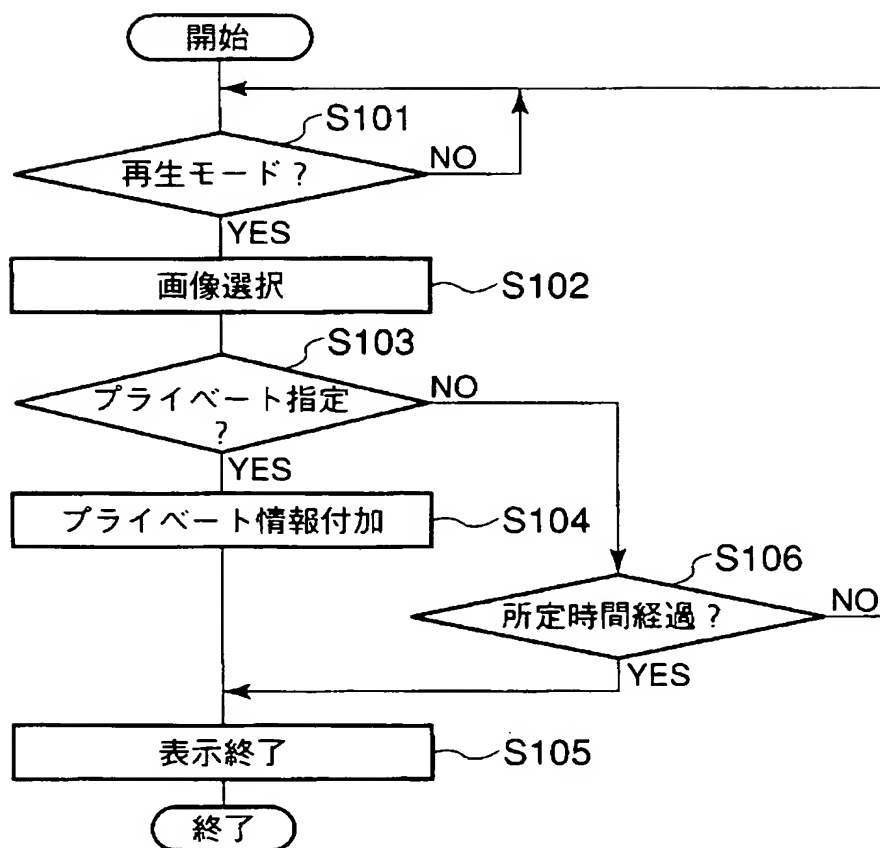 開始
S101
再生モード?
NO
YES
画像選択
S102
S103
プライベート指定
?
NO
YES
プライベート情報付加
S104
S106
所定時間経過?
NO
YES
表示終了
S105
終了